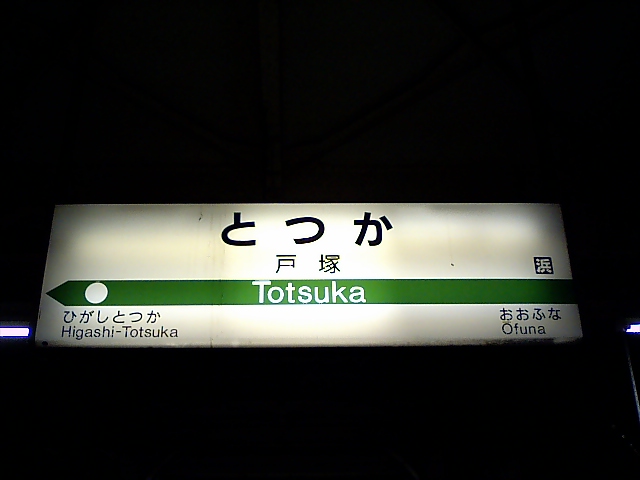 とつか
戸塚
浜
Totsuka
ひがしとつか
Higashi-Totsuka
おおふな
Ōfuna